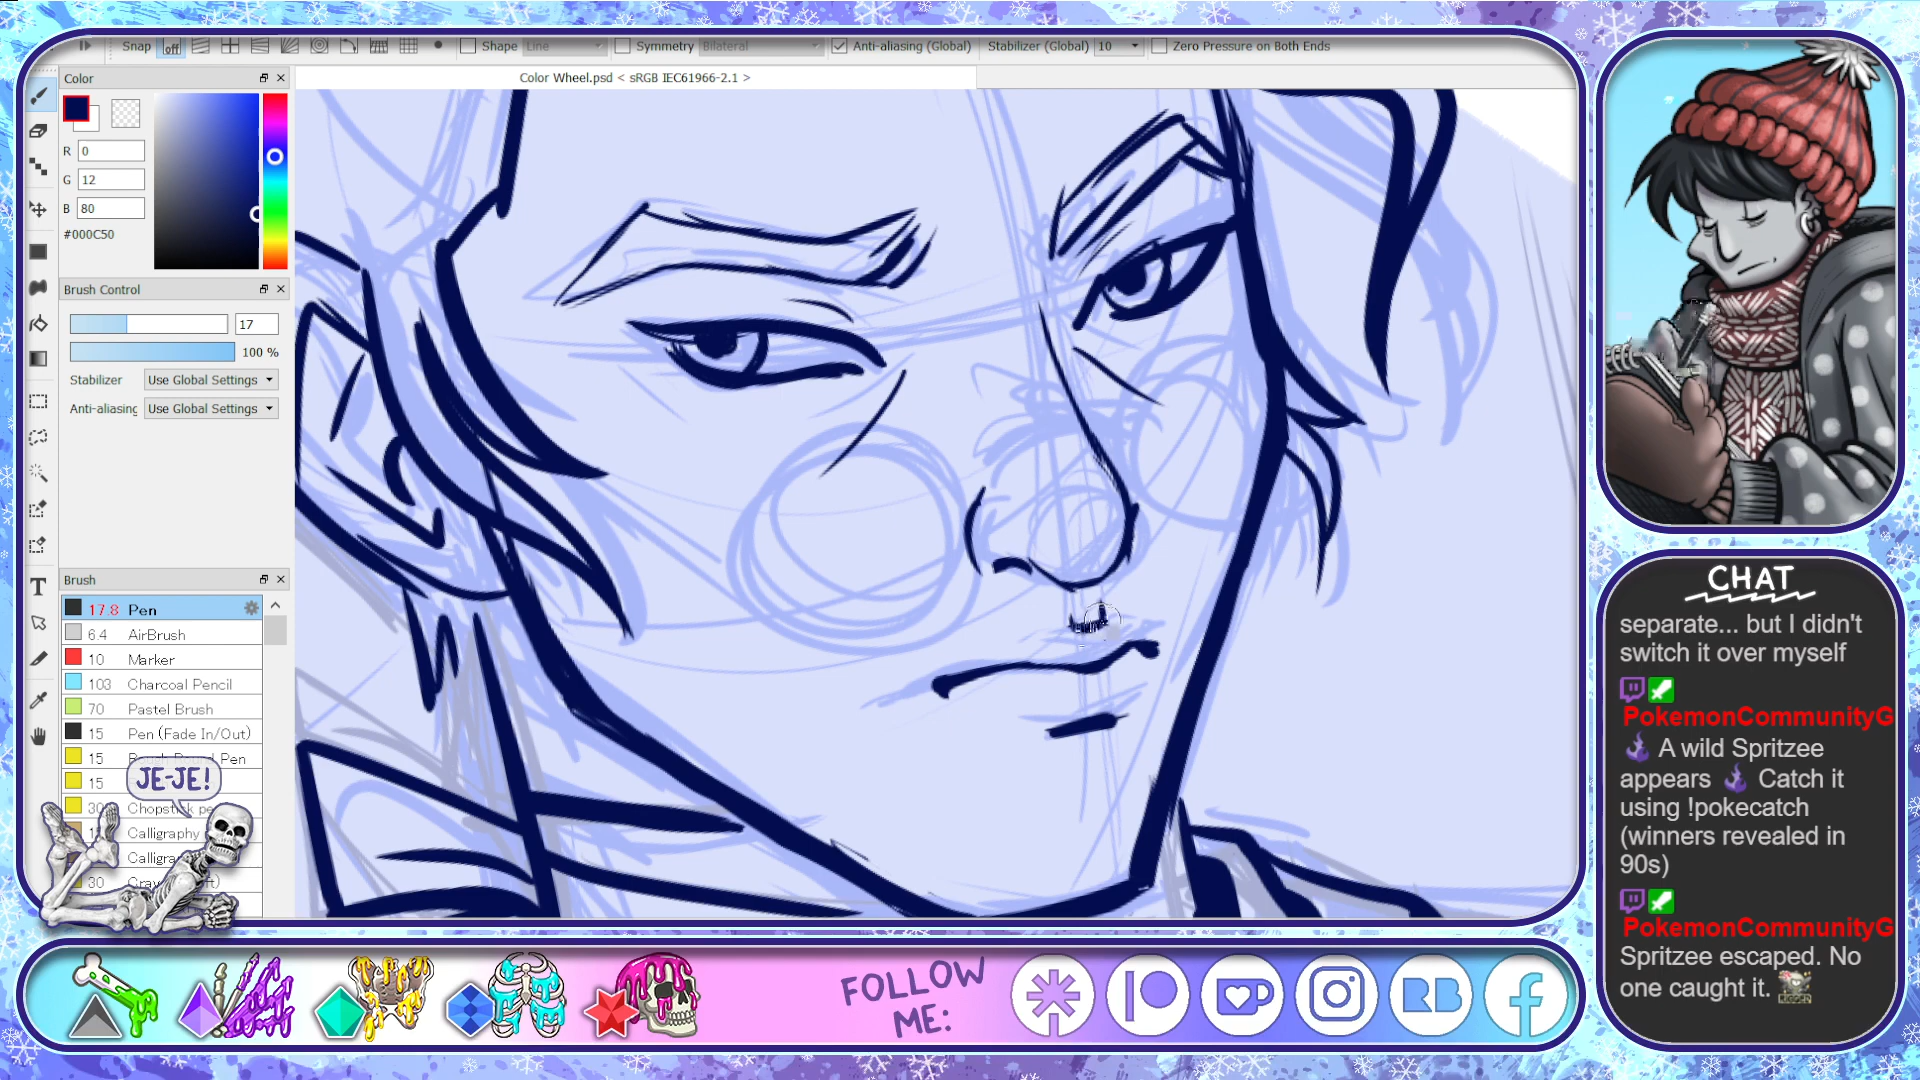 Snap off Shape Line Symmetry Bilateral Anti-aliasing (Global) Stabilizer (Global) 10 Zero Pressure on Both Ends
Color
Color Wheel.psd < sRGB IEC61966-2.1 >
R 0
G 12
B 80
#000C50
Brush Control
17
100 %
Stabilizer Use Global Settings
Anti-aliasing Use Global Settings
Brush
17.8 Pen
6.4 AirBrush
10 Marker
103 Charcoal Pencil
70 Pastel Brush
15 Pen (Fade In/Out)
15 Pen
15
30 Chopstick pe
Calligraphy
Calligra
30
JE-JE!
FOLLOW
ME:
RB
CHAT
separate... but I didn't
switch it over myself
PokemonCommunityG
A wild Spritzee
appears Catch it
using !pokecatch
(winners revealed in
90s)
PokemonCommunityG
Spritzee escaped. No
one caught it.